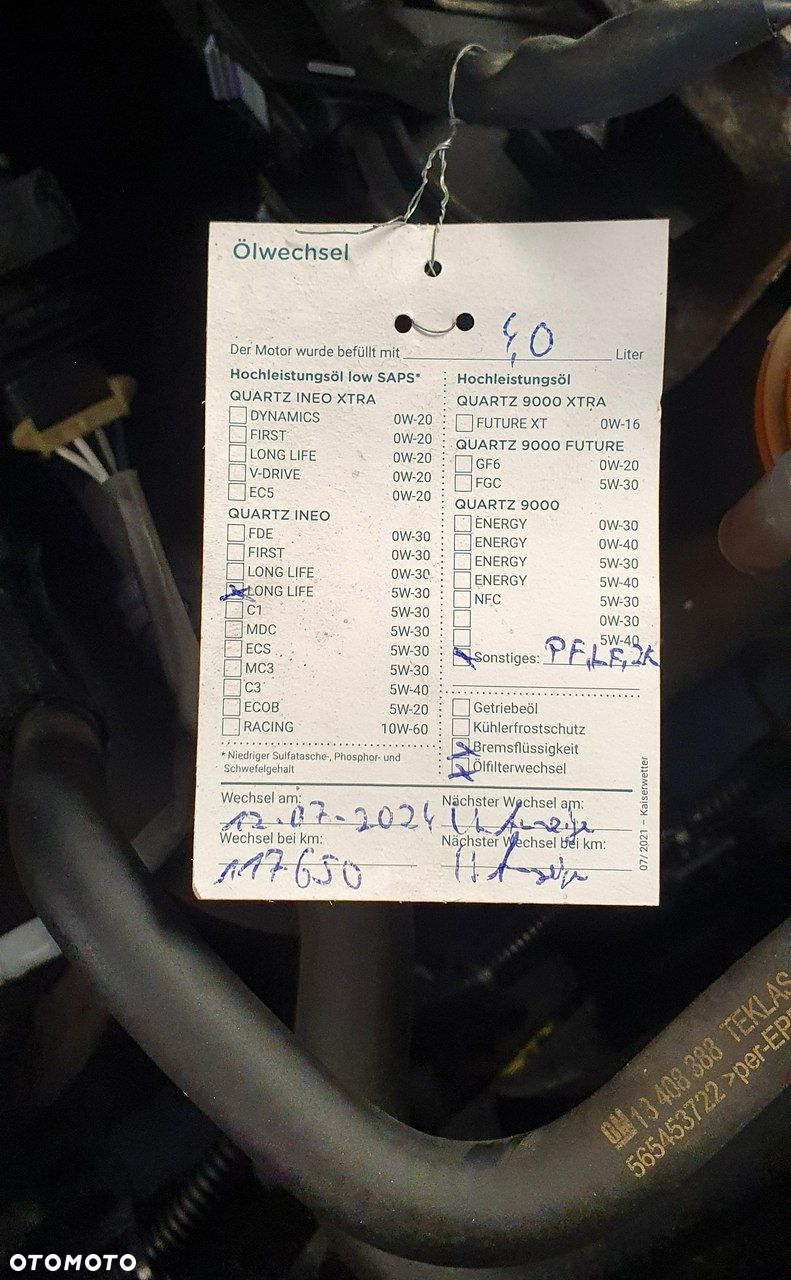 Ölwechsel
Der Motor wurde befüllt mit 4,0 Liter
Hochleistungsöl low SAPS*
QUARTZ INEO XTRA
DYNAMICS 0W-20
FIRST 0W-20
LONG LIFE 0W-20
V-DRIVE 0W-20
EC5 0W-20
QUARTZ INEO
FDE 0W-30
FIRST 0W-30
LONG LIFE 0W-30
LONG LIFE 5W-30
C1 5W-30
MDC 5W-30
ECS 5W-30
MC3 5W-30
C3 5W-40
ECOB 5W-20
RACING 10W-60
* Niedriger Sulfatasche-, Phosphor- und
Schwefelgehalt
Hochleistungsöl
QUARTZ 9000 XTRA
FUTURE XT 0W-16
QUARTZ 9000 FUTURE
GF6 0W-20
FGC 5W-30
QUARTZ 9000
ENERGY 0W-30
ENERGY 0W-40
ENERGY 5W-30
ENERGY 5W-40
NFC 5W-30
0W-30
5W-40
Sonstiges: PF, LF, ZK
Getriebeöl
Kühlerfrostschutz
Bremsflüssigkeit
Ölfilterwechsel
Wechsel am: Nächster Wechsel am:
12.07.2024
Wechsel bei km: Nächster Wechsel bei km:
117650
07/2021 – Kaiserwetter
GM 13 408 388 TEKLAS
565453722 >per-EP
OTOMOTO